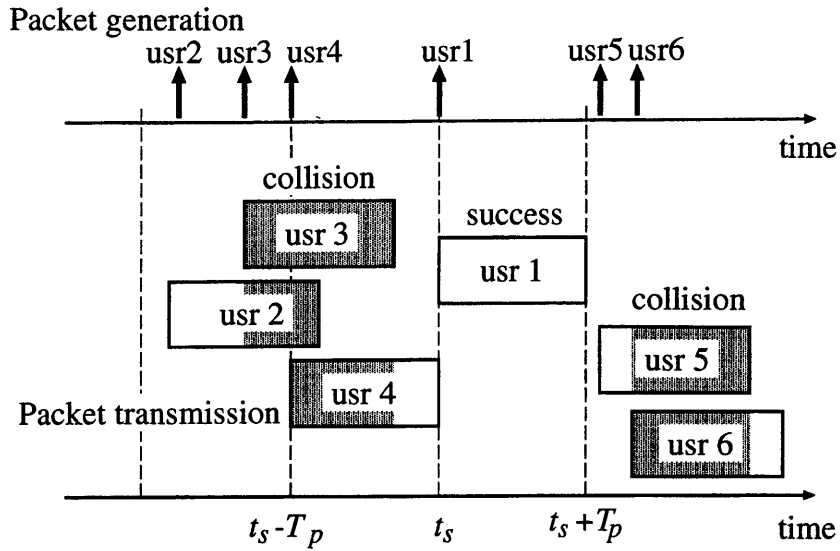 Packet generation
usr2 usr3 usr4 usr1 usr5 usr6
time
collision
success
usr 3
usr 1
collision
usr 2
usr 5
usr 4
Packet transmission
usr 6
t_s - T_p t_s t_s + T_p time